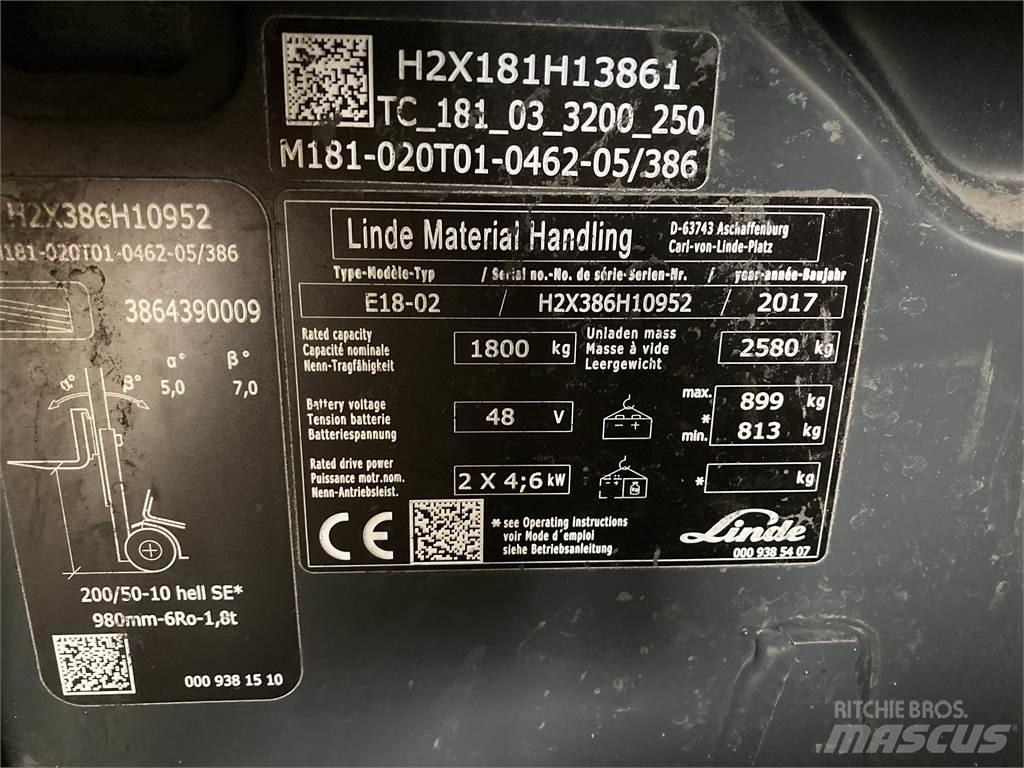 H2X181H13861
TC_181_03_3200_250
M181-020T01-0462-05/386
H2X386H10952
M181-020T01-0462-05/386
3864390009
α° β°
α° β° 5,0 7,0
200/50-10 hell SE*
980mm-6Ro-1,8t
000 938 15 10
Linde Material Handling
D-63743 Aschaffenburg
Carl-von-Linde-Platz
Type-Modèle-Typ / Serial no.-No. de série-Serien-Nr. / year-année-Baujahr
E18-02 / H2X386H10952 / 2017
Rated capacity
Capacité nominale
Nenn-Tragfähigkeit
1800 kg
Unladen mass
Masse à vide
Leergewicht
2580 kg
Battery voltage
Tension batterie
Batteriespannung
48 V
max. 899 kg
*
min. 813 kg
Rated drive power
Puissance motr.nom.
Nenn-Antriebsleist.
2 X 4;6 kW
* kg
CE
* see Operating instructions
voir Mode d'emploi
siehe Betriebsanleitung
Linde
000 938 54 07
RITCHIE BROS.
MASCUS